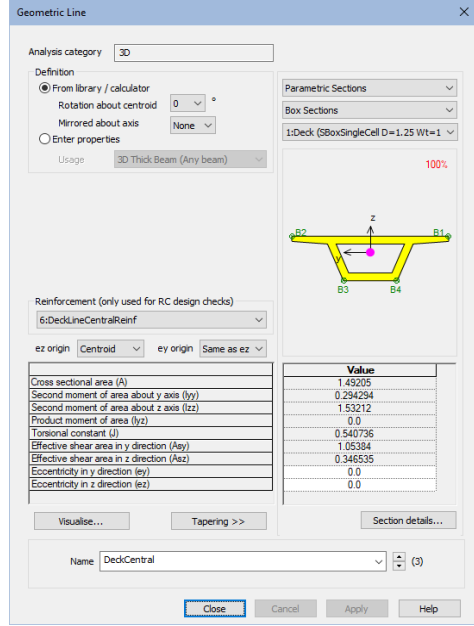 Geometric Line
Analysis category 3D
Definition
From library / calculator
Rotation about centroid 0 °
Mirrored about axis None
Enter properties
Usage 3D Thick Beam (Any beam)
Parametric Sections
Box Sections
1:Deck (SBoxSingleCell D=1.25 Wt=1
100%
z
B2 B1
y
B3 B4
Reinforcement (only used for RC design checks)
6:DeckLineCentralReinf
ez origin Centroid ey origin Same as ez
Value
Cross sectional area (A) 1.49205
Second moment of area about y axis (Iyy) 0.294294
Second moment of area about z axis (Izz) 1.53212
Product moment of area (Iyz) 0.0
Torsional constant (J) 0.540736
Effective shear area in y direction (Asy) 1.05384
Effective shear area in z direction (Asz) 0.346535
Eccentricity in y direction (ey) 0.0
Eccentricity in z direction (ez) 0.0
Visualise... Tapering >> Section details...
Name DeckCentral (3)
Close Cancel Apply Help